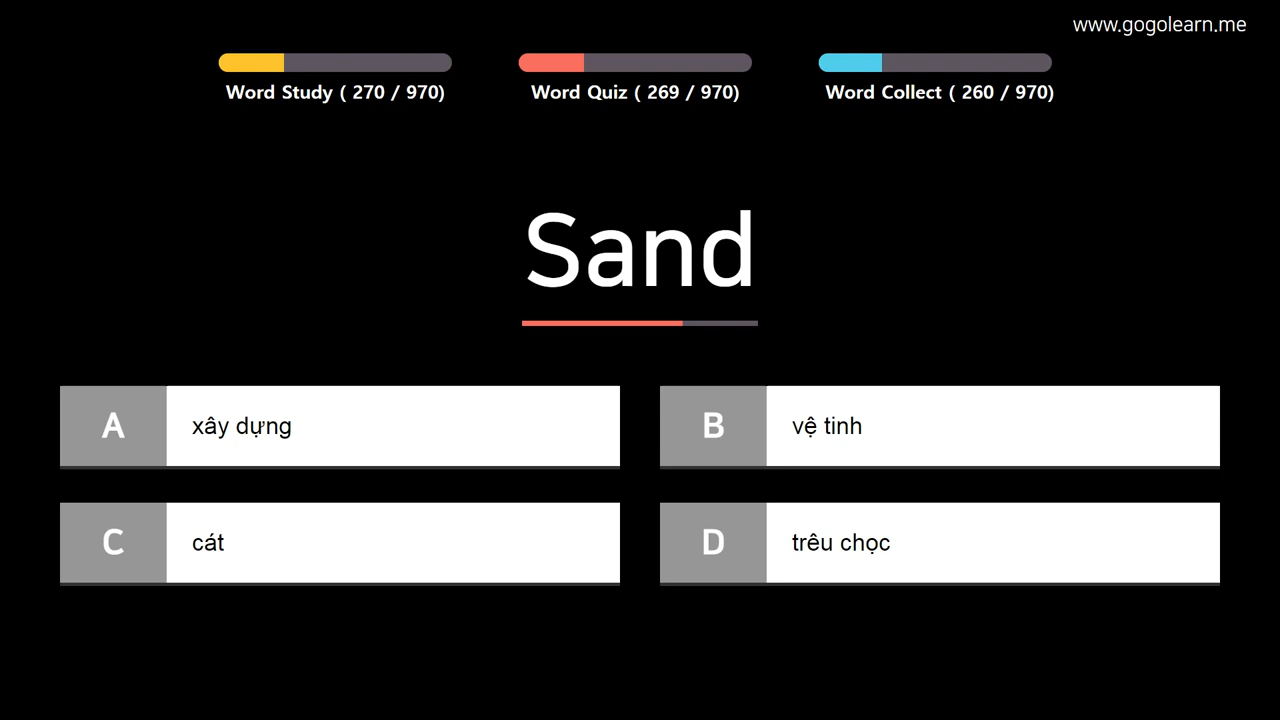 www.gogolearn.me
Word Study ( 270 / 970)
Word Quiz ( 269 / 970)
Word Collect ( 260 / 970)
Sand
A
xây dựng
B
vệ tinh
C
cát
D
trêu chọc